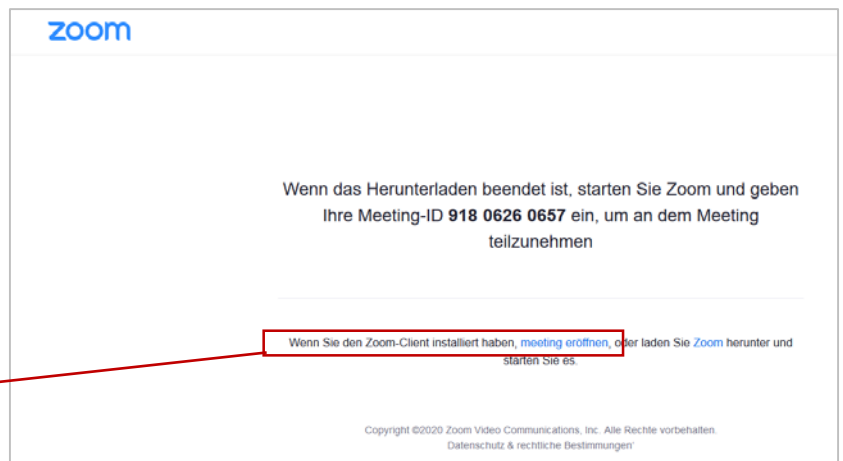 zoom
Wenn das Herunterladen beendet ist, starten Sie Zoom und geben
Ihre Meeting-ID 918 0626 0657 ein, um an dem Meeting
teilzunehmen
Wenn Sie den Zoom-Client installiert haben, meeting eröffnen, oder laden Sie Zoom herunter und
starten Sie es.
Copyright ©2020 Zoom Video Communications, Inc. Alle Rechte vorbehalten.
Datenschutz & rechtliche Bestimmungen'